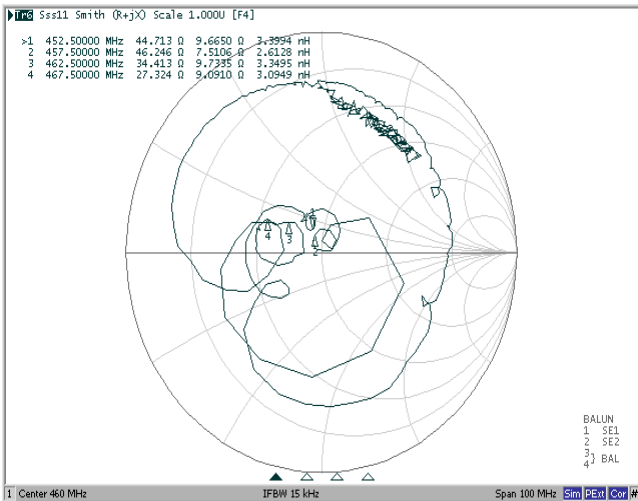 Tr6 Sss11 Smith (R+jX) Scale 1.000U [F4]
>1 452.50000 MHz 44.713 Ω 9.6650 Ω 3.3994 nH
2 457.50000 MHz 46.246 Ω 7.5106 Ω 2.6128 nH
3 462.50000 MHz 34.413 Ω 9.7335 Ω 3.3495 nH
4 467.50000 MHz 27.324 Ω 9.0910 Ω 3.0949 nH
1
4 3
2
BALUN
1 SE1
2 SE2
3
4} BAL
1 Center 460 MHz IFBW 15 kHz Span 100 MHz Sim PExt Cor #